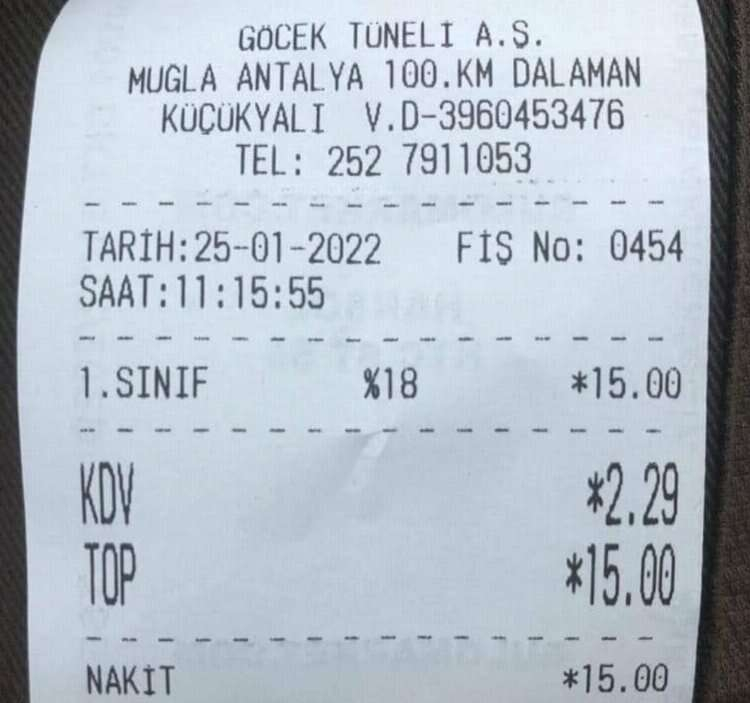 GÖCEK TÜNELİ A.Ş.
MUGLA ANTALYA 100.KM DALAMAN
KÜÇÜKYALI V.D-3960453476
TEL: 252 7911053
TARİH:25-01-2022 FİŞ No: 0454
SAAT:11:15:55
1.SINIF %18 *15.00
KDV *2.29
TOP *15.00
NAKİT *15.00